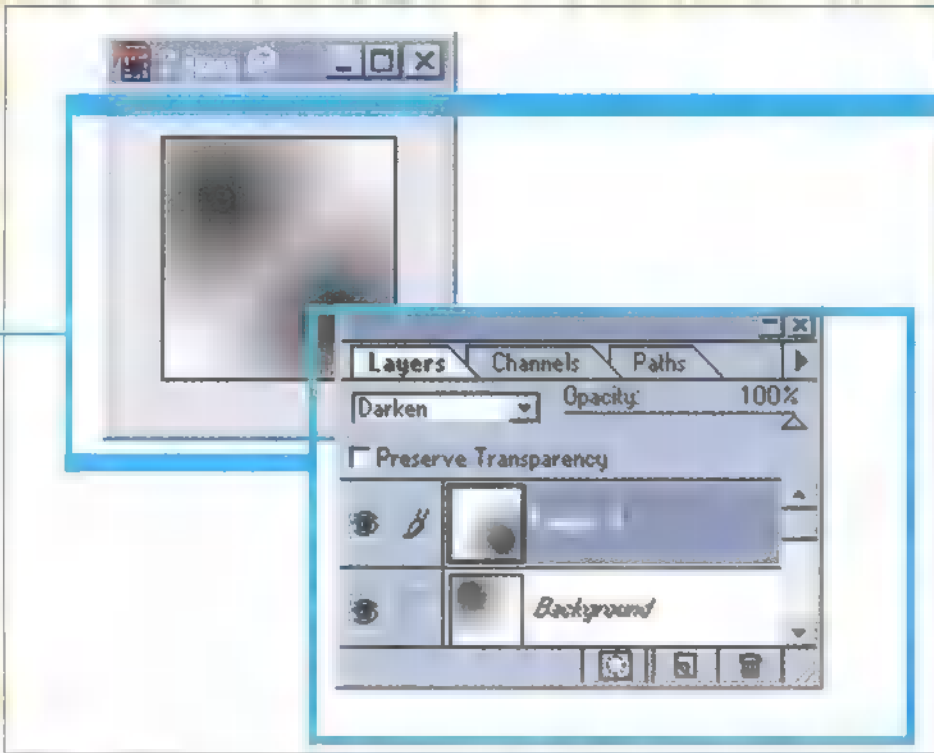 Layers Channels Paths
Darken Opacity: 100%
Preserve Transparency
Background